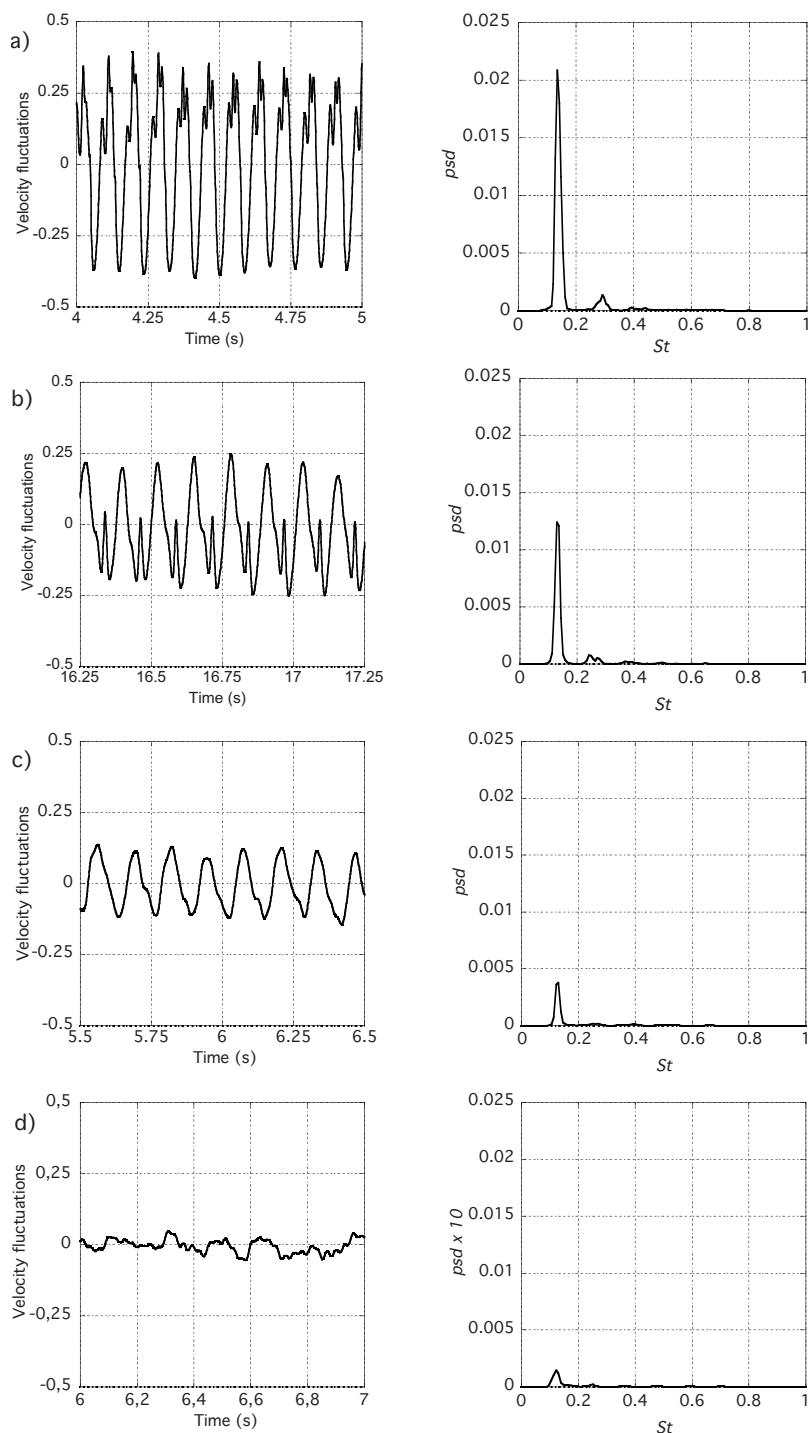 a)
Velocity fluctuations
0.5
0.25
0
-0.25
-0.5
4 4.25 4.5 4.75 5
Time (s)
psd
0.025
0.02
0.015
0.01
0.005
0
0 0.2 0.4 0.6 0.8 1
St
b)
Velocity fluctuations
0.5
0.25
0
-0.25
-0.5
16.25 16.5 16.75 17 17.25
Time (s)
psd
0.025
0.02
0.015
0.01
0.005
0
0 0.2 0.4 0.6 0.8 1
St
c)
Velocity fluctuations
0.5
0.25
0
-0.25
-0.5
5.5 5.75 6 6.25 6.5
Time (s)
psd
0.025
0.02
0.015
0.01
0.005
0
0 0.2 0.4 0.6 0.8 1
St
d)
Velocity fluctuations
0,5
0,25
0
-0,25
-0,5
6 6,2 6,4 6,6 6,8 7
Time (s)
psd x 10
0.025
0.02
0.015
0.01
0.005
0
0 0.2 0.4 0.6 0.8 1
St